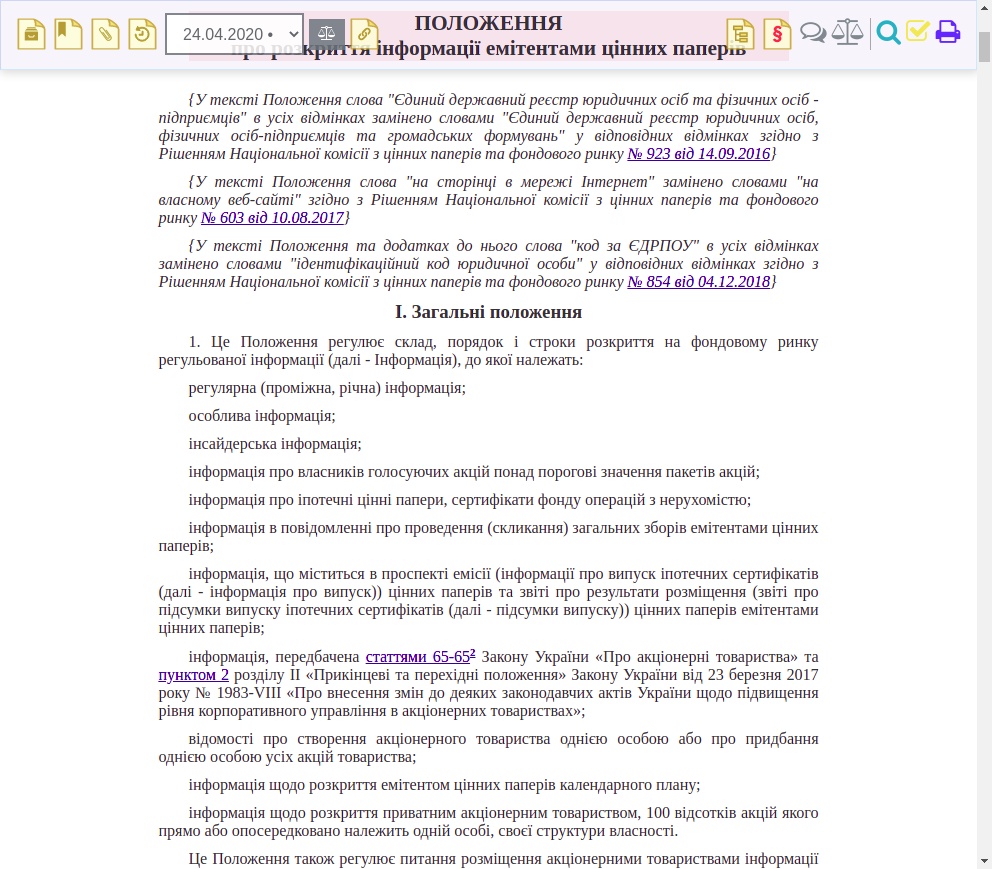 ПОЛОЖЕННЯ
24.04.2020 •
про розкриття інформації емітентами цінних паперів
§
{У тексті Положення слова "Єдиний державний реєстр юридичних осіб та фізичних осіб -
підприємців" в усіх відмінках замінено словами "Єдиний державний реєстр юридичних осіб,
фізичних осіб-підприємців та громадських формувань" у відповідних відмінках згідно з
Рішенням Національної комісії з цінних паперів та фондового ринку № 923 від 14.09.2016}
{У тексті Положення слова "на сторінці в мережі Інтернет" замінено словами "на
власному веб-сайті" згідно з Рішенням Національної комісії з цінних паперів та фондового
ринку № 603 від 10.08.2017}
{У тексті Положення та додатках до нього слова "код за ЄДРПОУ" в усіх відмінках
замінено словами "ідентифікаційний код юридичної особи" у відповідних відмінках згідно з
Рішенням Національної комісії з цінних паперів та фондового ринку № 854 від 04.12.2018}
I. Загальні положення
1. Це Положення регулює склад, порядок і строки розкриття на фондовому ринку
регульованої інформації (далі - Інформація), до якої належать:
регулярна (проміжна, річна) інформація;
особлива інформація;
інсайдерська інформація;
інформація про власників голосуючих акцій понад порогові значення пакетів акцій;
інформація про іпотечні цінні папери, сертифікати фонду операцій з нерухомістю;
інформація в повідомленні про проведення (скликання) загальних зборів емітентами цінних
паперів;
інформація, що міститься в проспекті емісії (інформації про випуск іпотечних сертифікатів
(далі - інформація про випуск)) цінних паперів та звіті про результати розміщення (звіті про
підсумки випуску іпотечних сертифікатів (далі - підсумки випуску)) цінних паперів емітентами
цінних паперів;
інформація, передбачена статтями 65-65² Закону України «Про акціонерні товариства» та
пунктом 2 розділу II «Прикінцеві та перехідні положення» Закону України від 23 березня 2017
року № 1983-VIII «Про внесення змін до деяких законодавчих актів України щодо підвищення
рівня корпоративного управління в акціонерних товариствах»;
відомості про створення акціонерного товариства однією особою або про придбання
однією особою усіх акцій товариства;
інформація щодо розкриття емітентом цінних паперів календарного плану;
інформація щодо розкриття приватним акціонерним товариством, 100 відсотків акцій якого
прямо або опосередковано належить одній особі, своєї структури власності.
Це Положення також регулює питання розміщення акціонерними товариствами інформації